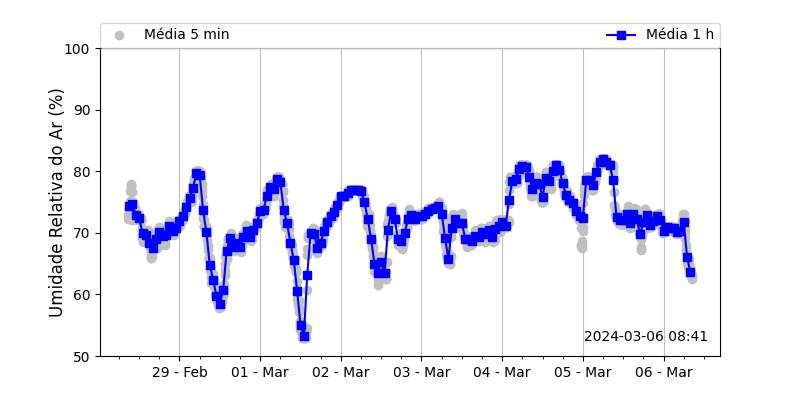 Média 5 min
Média 1 h
Umidade Relativa do Ar (%)
100
90
80
70
60
50
2024-03-06 08:41
29 - Feb
01 - Mar
02 - Mar
03 - Mar
04 - Mar
05 - Mar
06 - Mar